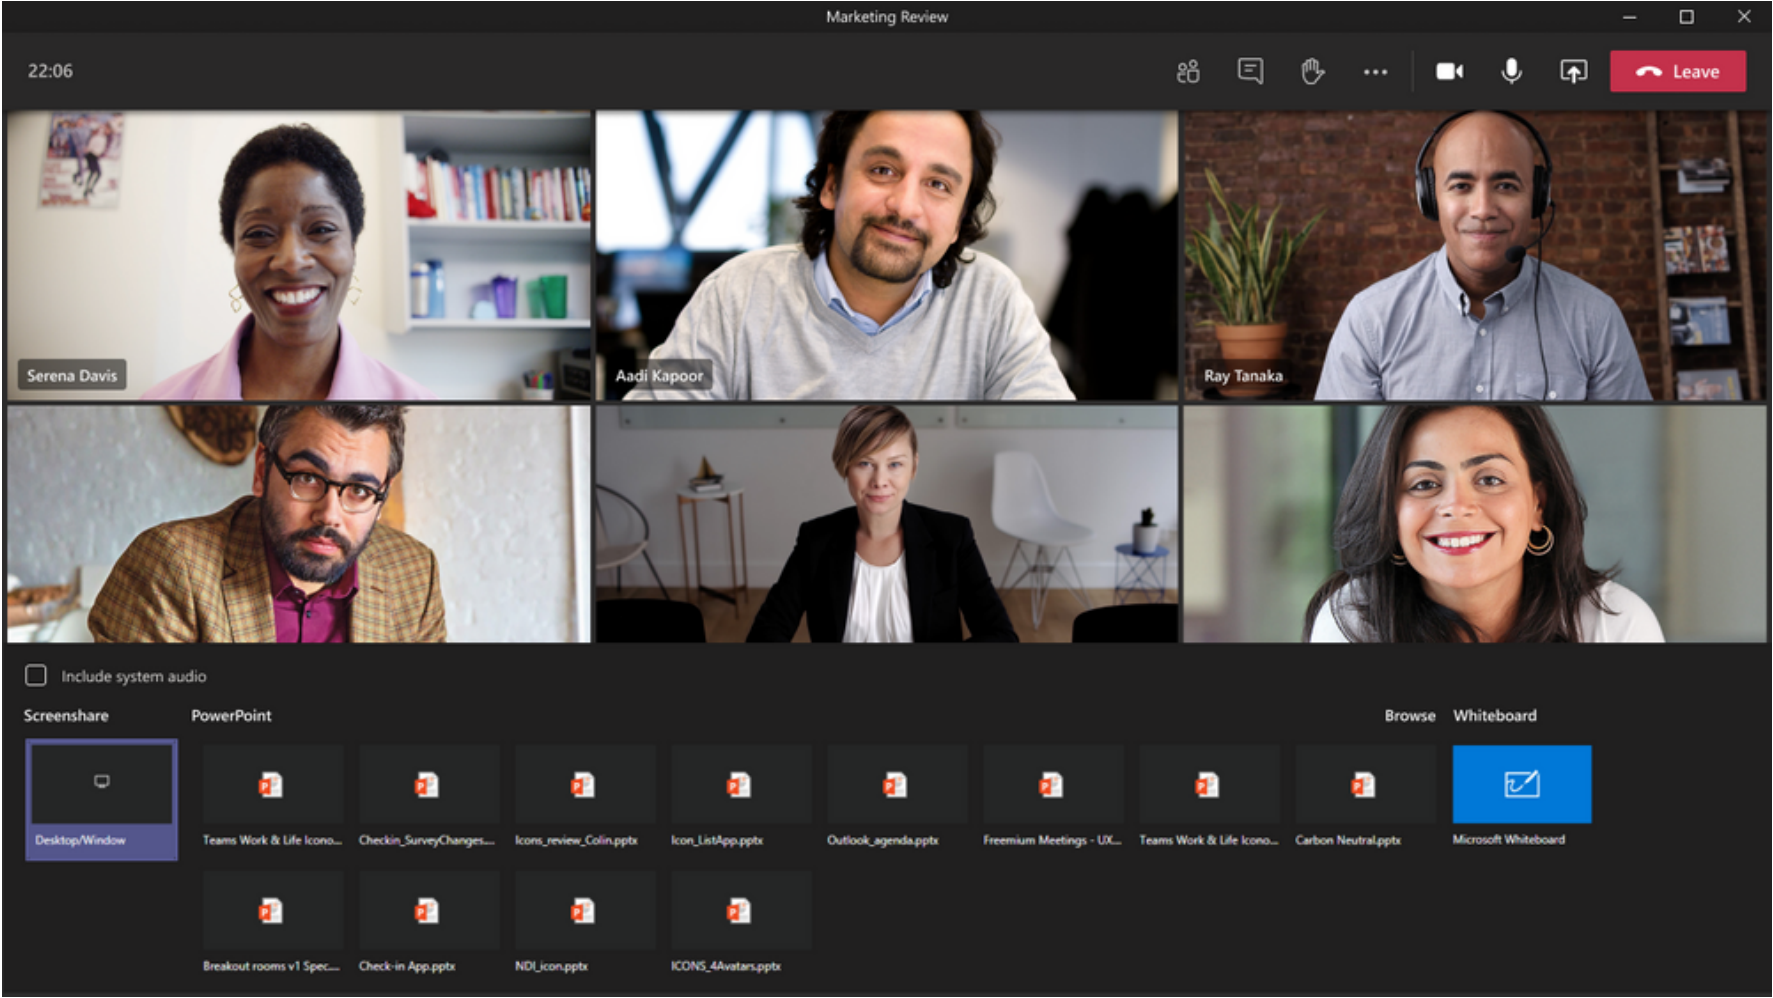 Marketing Review
22:06
Leave
Serena Davis
Aadi Kapoor
Ray Tanaka
Include system audio
Screenshare
PowerPoint
Browse
Whiteboard
Desktop/Window
Teams Work & Life Icono...
Checkin_SurveyChanges....
Icons_review_Colin.pptx
Icon_ListApp.pptx
Outlook_agenda.pptx
Freemium Meetings - UX...
Teams Work & Life Icono...
Carbon Neutral.pptx
Microsoft Whiteboard
Breakout rooms v1 Spec....
Check-in App.pptx
NDI_icon.pptx
ICONS_4Avatars.pptx